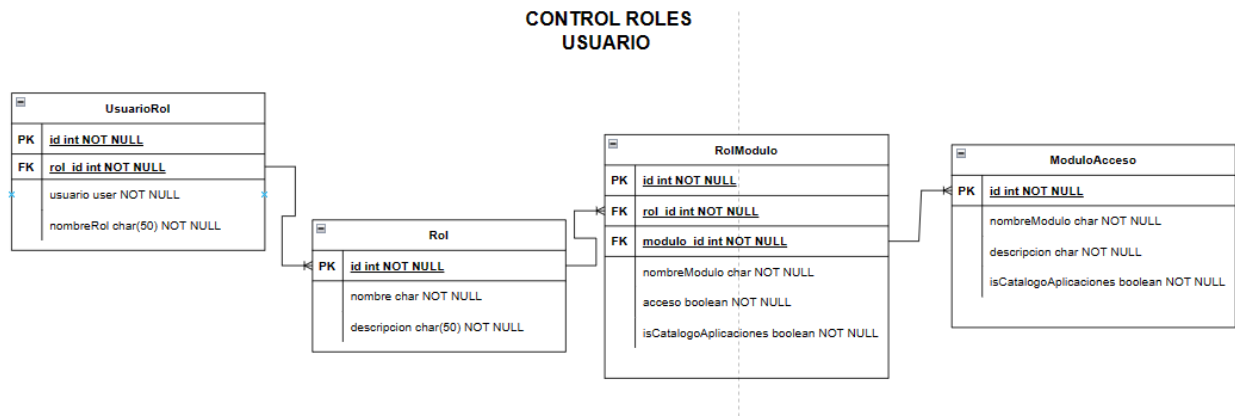 CONTROL ROLES
USUARIO
UsuarioRol
PK id int NOT NULL
FK rol_id int NOT NULL
usuario user NOT NULL
nombreRol char(50) NOT NULL
Rol
PK id int NOT NULL
nombre char NOT NULL
descripcion char(50) NOT NULL
RolModulo
PK id int NOT NULL
FK rol_id int NOT NULL
FK modulo_id int NOT NULL
nombreModulo char NOT NULL
acceso boolean NOT NULL
isCatalogoAplicaciones boolean NOT NULL
ModuloAcceso
PK id int NOT NULL
nombreModulo char NOT NULL
descripcion char NOT NULL
isCatalogoAplicaciones boolean NOT NULL